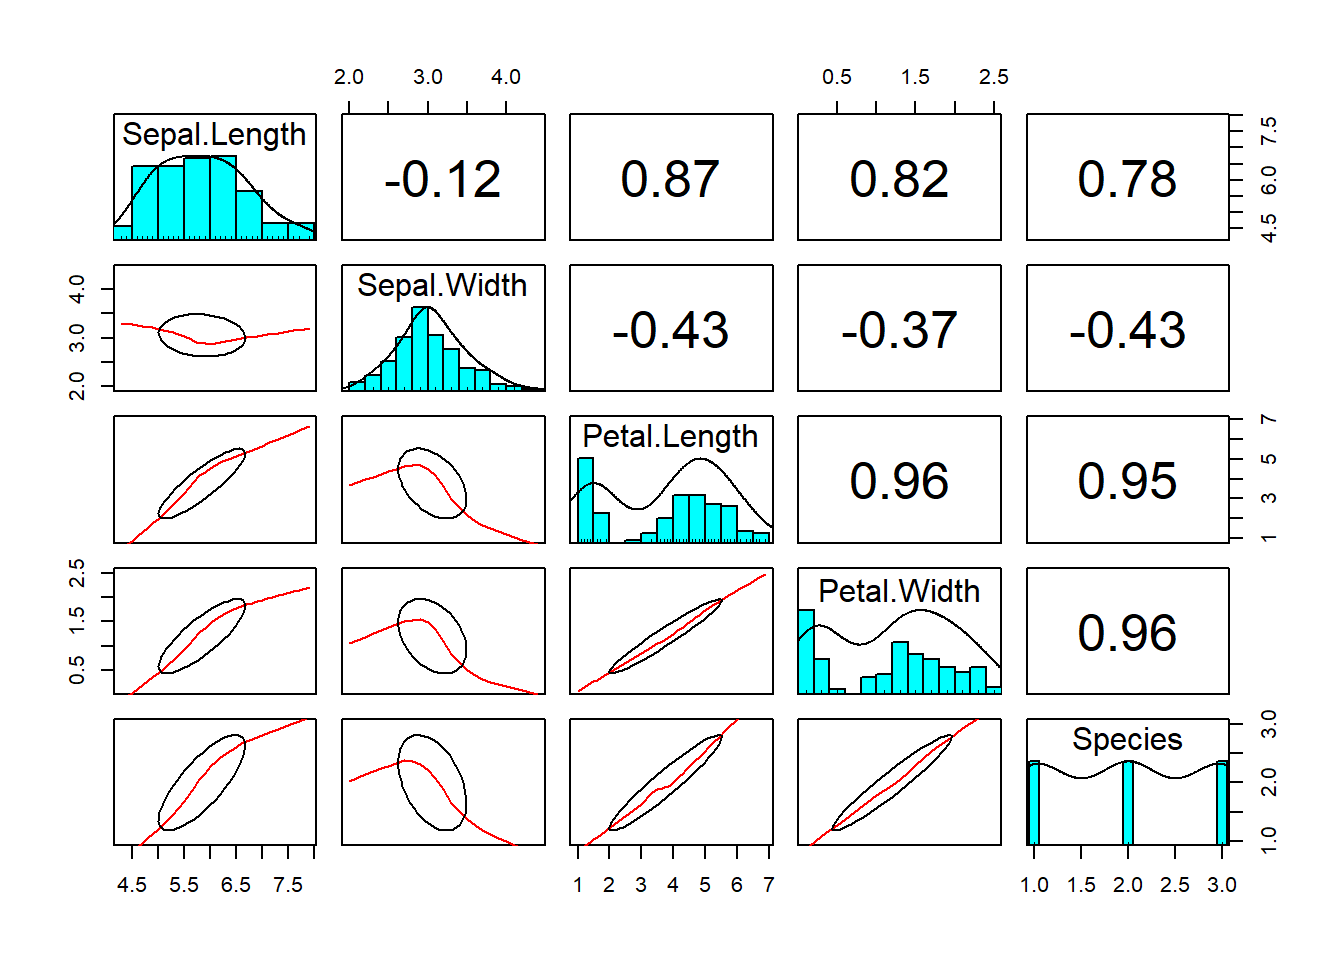 2.0 3.0 4.0 0.5 1.5 2.5
Sepal.Length -0.12 0.87 0.82 0.78
4.5 6.0 7.5
2.0 3.0 4.0
Sepal.Width -0.43 -0.37 -0.43
Petal.Length 0.96 0.95
1 3 5 7
0.5 1.5 2.5
Petal.Width 0.96
Species
1.0 2.0 3.0
4.5 5.5 6.5 7.5 1 2 3 4 5 6 7 1.0 1.5 2.0 2.5 3.0